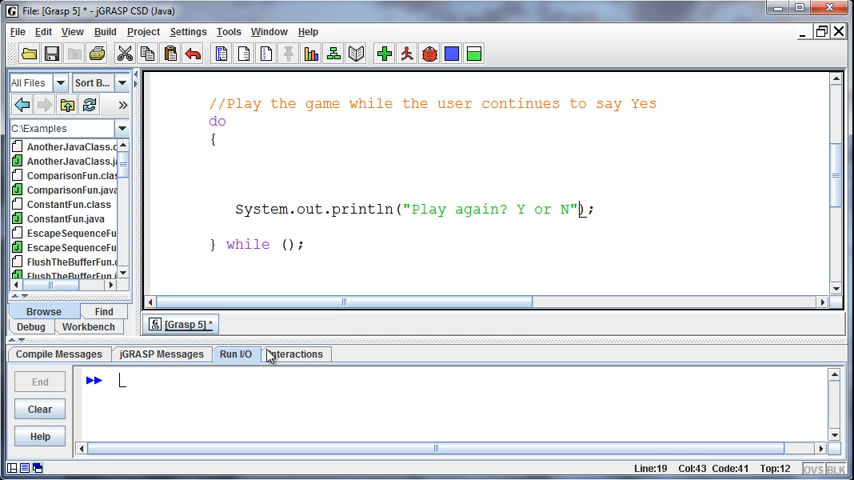 File: [Grasp 5] * - jGRASP CSD (Java)
File Edit View Build Project Settings Tools Window Help
All Files Sort B...
C:\Examples
AnotherJavaClass.c
AnotherJavaClass.ja
ComparisonFun.clas
ComparisonFun.java
ConstantFun.class
ConstantFun.java
EscapeSequenceFu
EscapeSequenceFu
FlushTheBufferFun.c
FlushTheBufferFun.j
Browse Find
Debug Workbench
//Play the game while the user continues to say Yes
do
{
System.out.println("Play again? Y or N");
} while ();
[Grasp 5] *
Compile Messages jGRASP Messages Run I/O Interactions
End
Clear
Help
Line:19 Col:43 Code:41 Top:12 OVS BLK